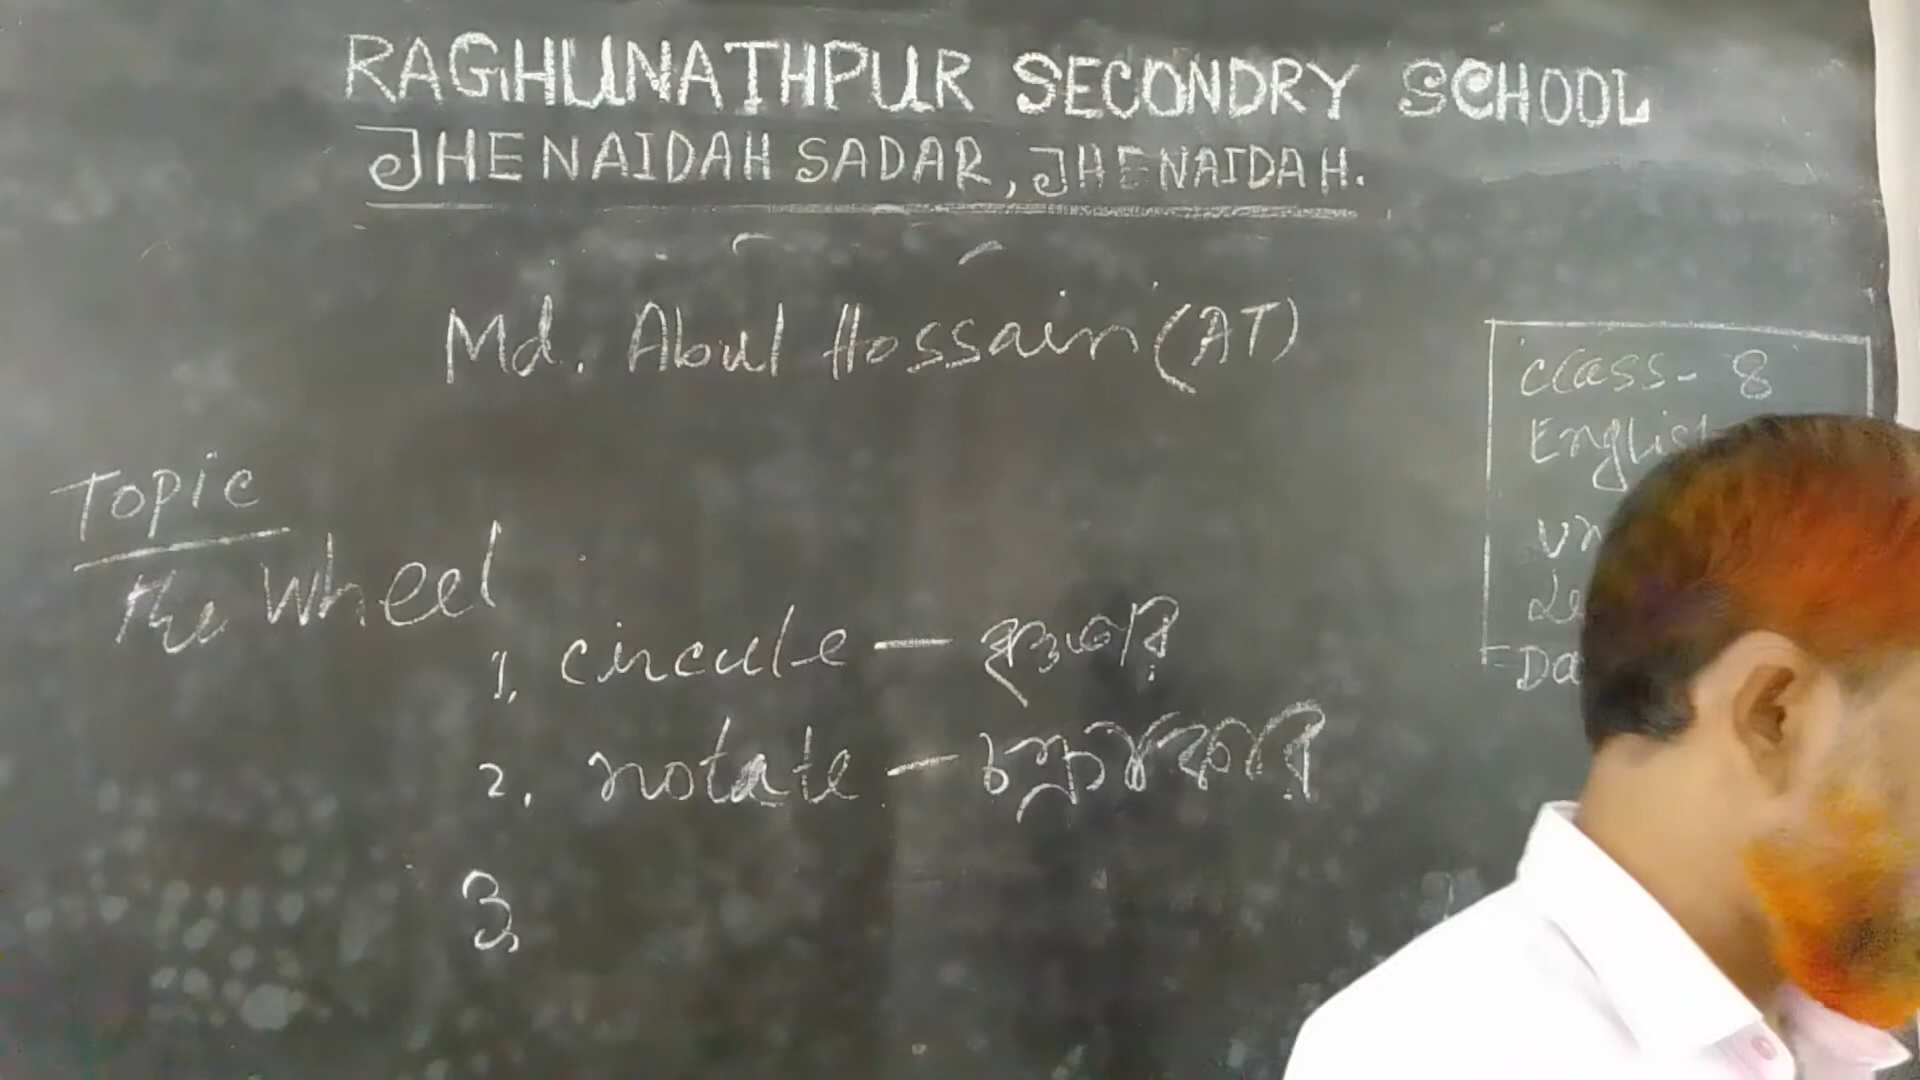 RAGHUNATHPUR SECONDRY SCHOOL
JHENAIDAH SADAR, JHENAIDAH.
Md. Abul Hossain (AT)
Class- 8
English
Topic
the Wheel
1. circule —
2. rotate —
3.